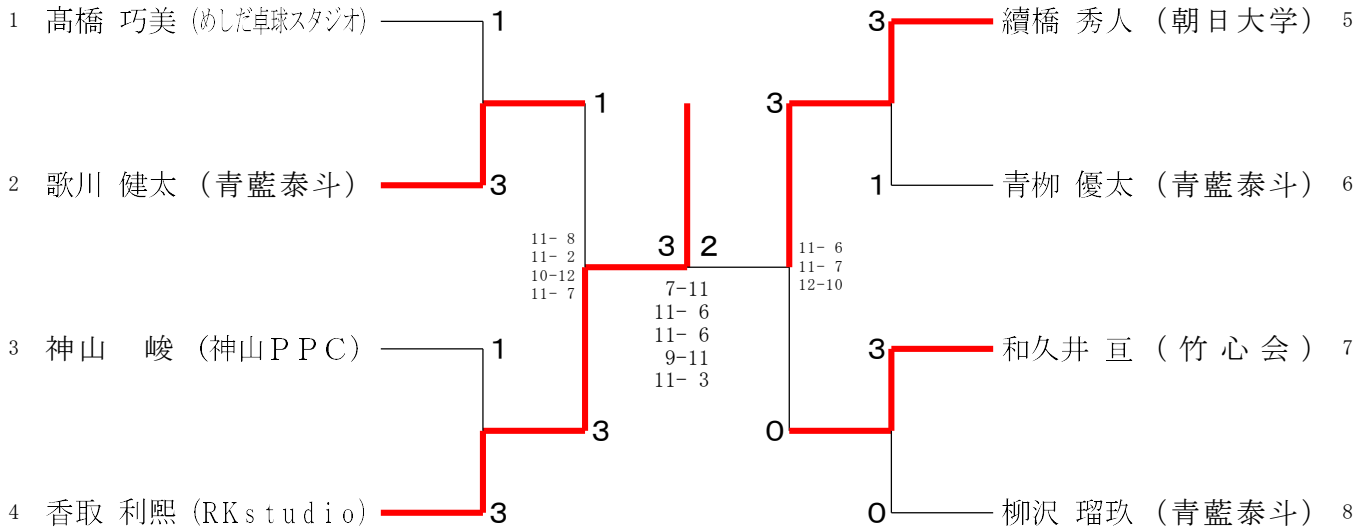 1 髙橋 巧美 (めしだ卓球スタジオ) 1
3 續橋 秀人 (朝日大学) 5
1
3
2 歌川 健太 (青藍泰斗) 3
1 青栁 優太 (青藍泰斗) 6
11- 8
11- 2
10-12
11- 7
3 2
11- 6
11- 7
12-10
7-11
11- 6
11- 6
9-11
11- 3
3 神山 峻 (神山ＰＰＣ) 1
3 和久井 亘 (竹心会) 7
3
0
4 香取 利熙 (RKstudio) 3
0 柳沢 瑠玖 (青藍泰斗) 8